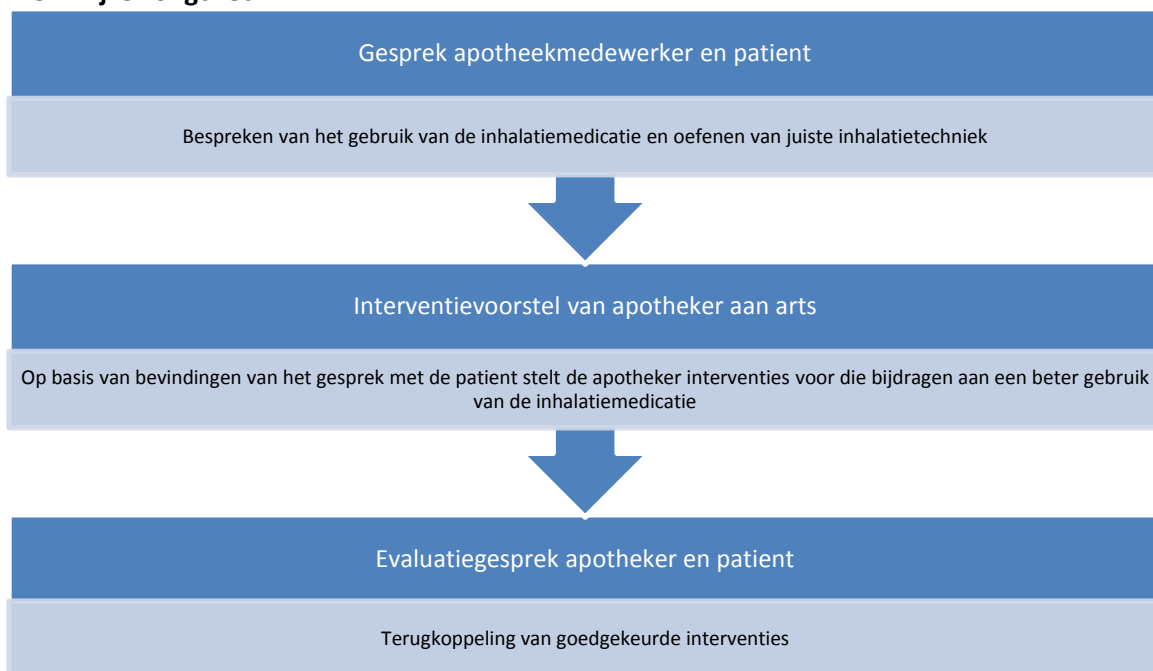 Gesprek apotheekmedewerker en patient
Bespreken van het gebruik van de inhalatiemedicatie en oefenen van juiste inhalatietechniek
Interventievoorstel van apotheker aan arts
Op basis van bevindingen van het gesprek met de patient stelt de apotheker interventies voor die bijdragen aan een beter gebruik
van de inhalatiemedicatie
Evaluatiegesprek apotheker en patient
Terugkoppeling van goedgekeurde interventies